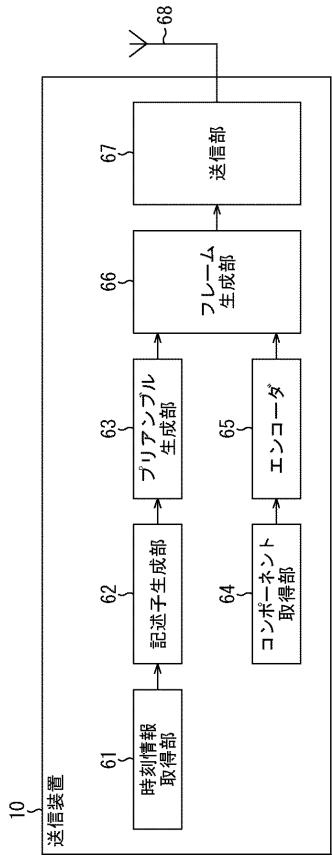 10
送信装置
61
時刻情報
取得部
62
記述子生成部
63
プリアンブル
生成部
64
コンポーネント
取得部
65
エンコーダ
66
フレーム
生成部
67
送信部
68